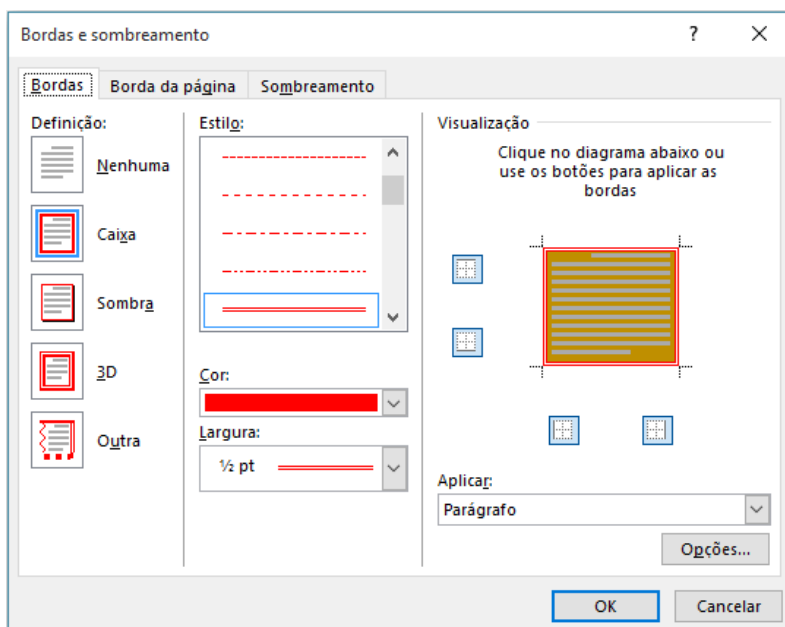 Bordas e sombreamento
?
Bordas
Borda da página
Sombreamento
Definição:
Nenhuma
Caixa
Sombra
3D
Outra
Estilo:
Cor:
Largura:
½ pt
Visualização
Clique no diagrama abaixo ou
use os botões para aplicar as
bordas
Aplicar:
Parágrafo
Opções...
OK
Cancelar